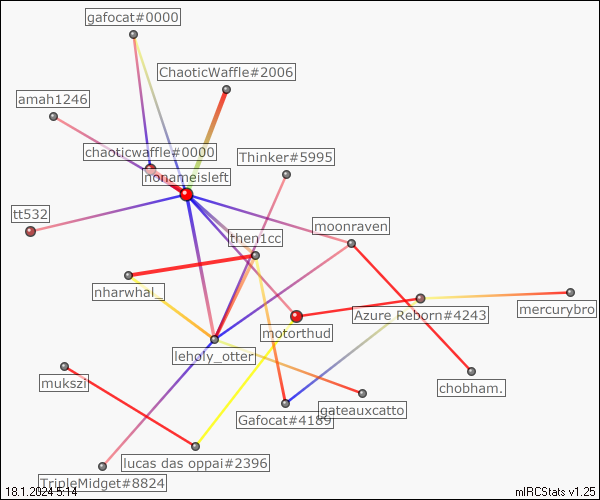 gafocat#0000
ChaoticWaffle#2006
amah1246
chaoticwaffle#0000
Thinker#5995
nonameisleft
tt532
moonraven
then1cc
nharwhal_
mercurybro
Azure Reborn#4243
motorthud
leholy_otter
mukszi
chobham.
gateauxcatto
Gafocat#4189
lucas das oppai#2396
TripleMidget#8824
18.1.2024 5:14
mIRCStats v1.25